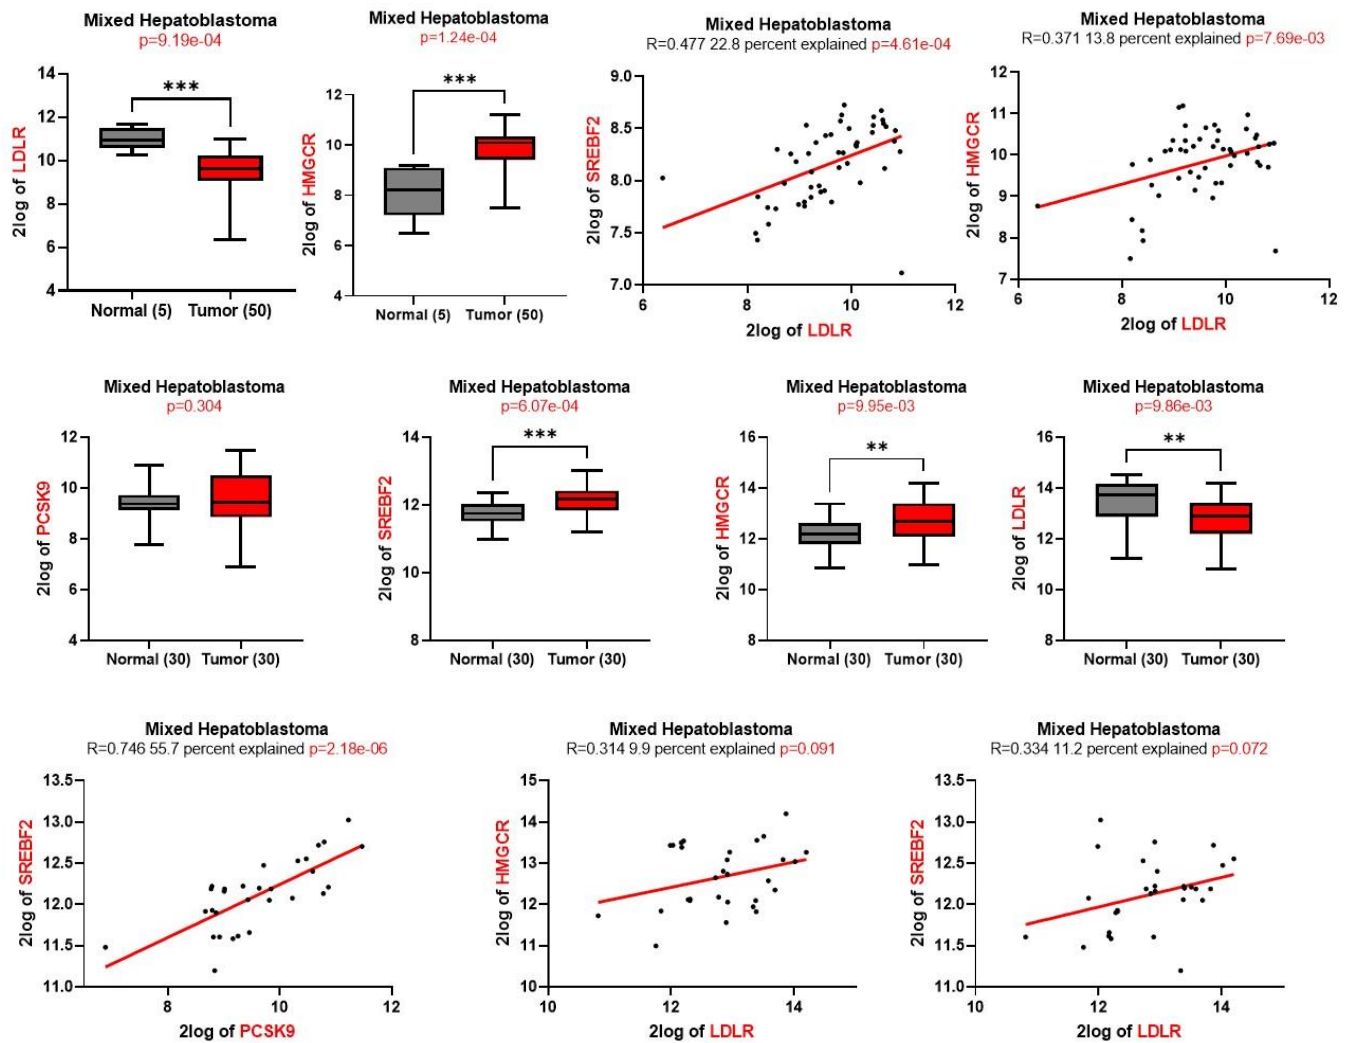 Mixed Hepatoblastoma
p=9.19e-04
14
12
10
8
6
4
2log of LDLR
***
Normal (5) Tumor (50)
Mixed Hepatoblastoma
p=1.24e-04
12
10
8
6
4
2log of HMGCR
***
Normal (5) Tumor (50)
Mixed Hepatoblastoma
R=0.477 22.8 percent explained p=4.61e-04
9.0
8.5
8.0
7.5
7.0
2log of SREBF2
6 8 10 12
2log of LDLR
Mixed Hepatoblastoma
R=0.371 13.8 percent explained p=7.69e-03
12
11
10
9
8
7
2log of HMGCR
6 8 10 12
2log of LDLR
Mixed Hepatoblastoma
p=0.304
12
10
8
6
4
2log of PCSK9
Normal (30) Tumor (30)
Mixed Hepatoblastoma
p=6.07e-04
14
12
10
8
2log of SREBF2
***
Normal (30) Tumor (30)
Mixed Hepatoblastoma
p=9.95e-03
16
14
12
10
8
2log of HMGCR
**
Normal (30) Tumor (30)
Mixed Hepatoblastoma
p=9.86e-03
16
14
12
10
8
2log of LDLR
**
Normal (30) Tumor (30)
Mixed Hepatoblastoma
R=0.746 55.7 percent explained p=2.18e-06
13.5
13.0
12.5
12.0
11.5
11.0
2log of SREBF2
8 10 12
2log of PCSK9
Mixed Hepatoblastoma
R=0.314 9.9 percent explained p=0.091
15
14
13
12
11
10
2log of HMGCR
10 12 14
2log of LDLR
Mixed Hepatoblastoma
R=0.334 11.2 percent explained p=0.072
13.5
13.0
12.5
12.0
11.5
11.0
2log of SREBF2
10 12 14
2log of LDLR